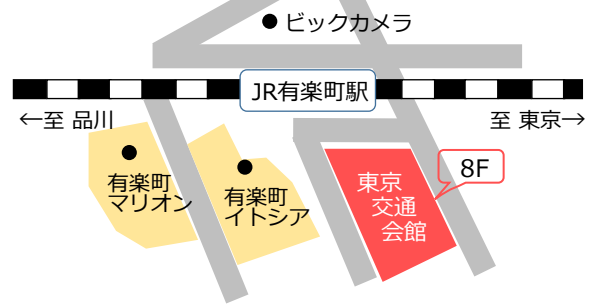 ●ビックカメラ
JR有楽町駅
←至 品川
至 東京→
8F
有楽町
マリオン
有楽町
イトシア
東京
交通
会館